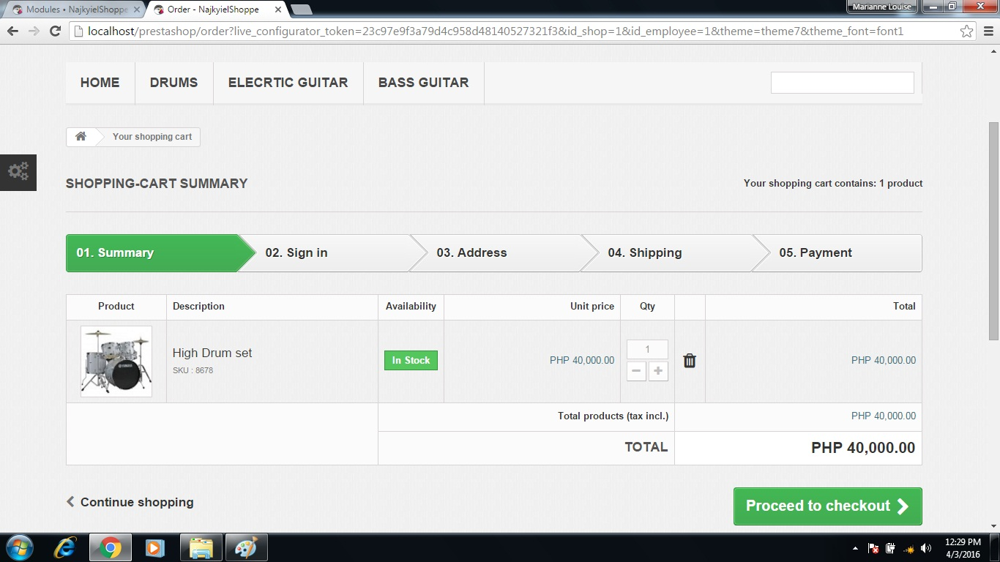 Modules • NajkyielShoppe
Order - NajkyielShoppe
Marianne Louise
localhost/prestashop/order?live_configurator_token=23c97e9f3a79d4c958d48140527321f3&id_shop=1&id_employee=1&theme=theme7&theme_font=font1
HOME DRUMS ELECRTIC GUITAR BASS GUITAR
Your shopping cart
SHOPPING-CART SUMMARY
Your shopping cart contains: 1 product
01. Summary 02. Sign in 03. Address 04. Shipping 05. Payment
Product Description Availability Unit price Qty Total
High Drum set
SKU : 8678
In Stock
PHP 40,000.00
1
PHP 40,000.00
Total products (tax incl.) PHP 40,000.00
TOTAL PHP 40,000.00
Continue shopping
Proceed to checkout
12:29 PM
4/3/2016